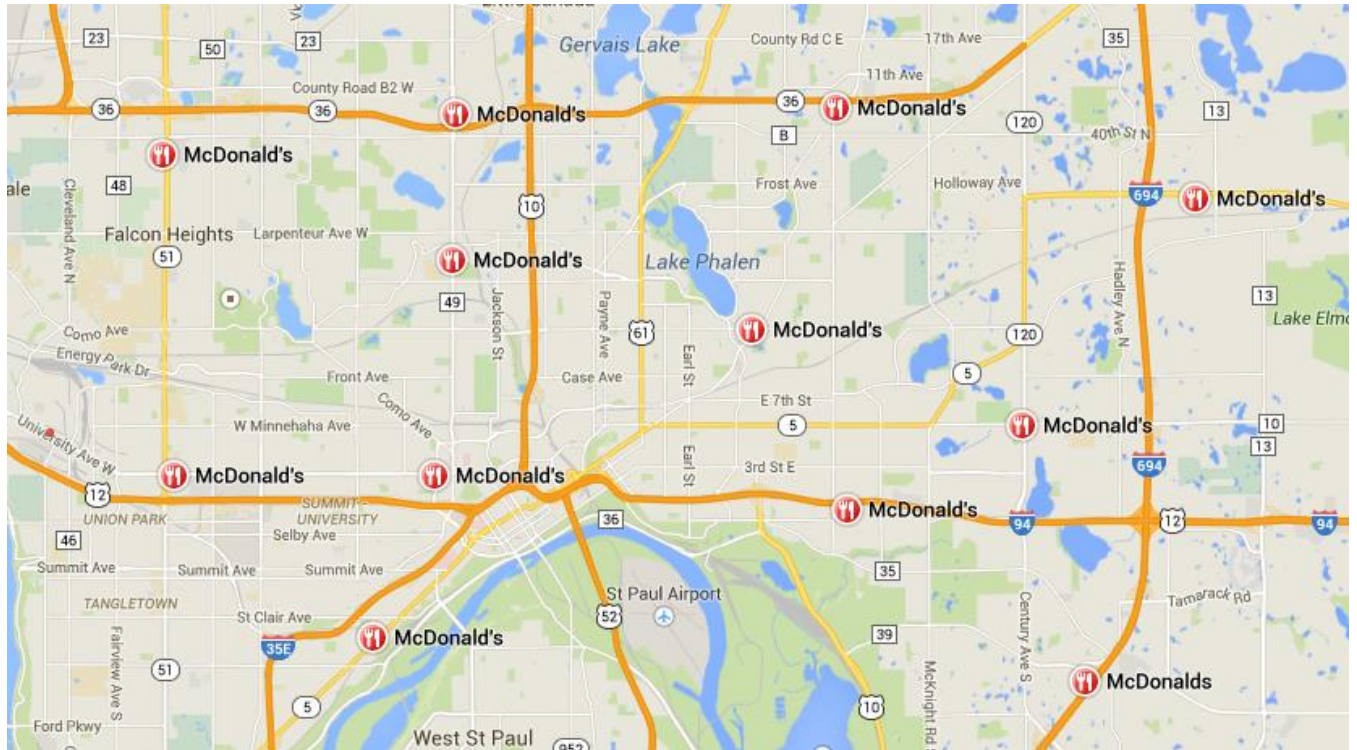 23
50
23
Gervais Lake
County Rd C E
17th Ave
35
11th Ave
County Road B2 W
36
36
McDonald's
36
McDonald's
13
B
120
40th St N
McDonald's
48
Cleveland Ave N
Frost Ave
Holloway Ave
694
McDonald's
10
Falcon Heights
Larpenteur Ave W
51
McDonald's
Lake Phalen
Hadley Ave N
49
Jackson St
Payne Ave
13
Lake Elmo
Como Ave
61
McDonald's
120
Energy Park Dr
Earl St
Front Ave
Case Ave
5
Como Ave
E 7th St
W Minnehaha Ave
5
McDonald's
10
University Ave W
13
McDonald's
McDonald's
Earl St
3rd St E
694
12
SUMMIT-
UNIVERSITY
McDonald's
UNION PARK
36
94
12
94
46
Selby Ave
Summit Ave
Summit Ave
Summit Ave
35
St Paul Airport
TANGLETOWN
Tamarack Rd
St Clair Ave
52
Century Ave S
35E
McDonald's
39
Fairview Ave S
51
McKnight Rd S
McDonalds
5
10
Ford Pkwy
West St Paul
952